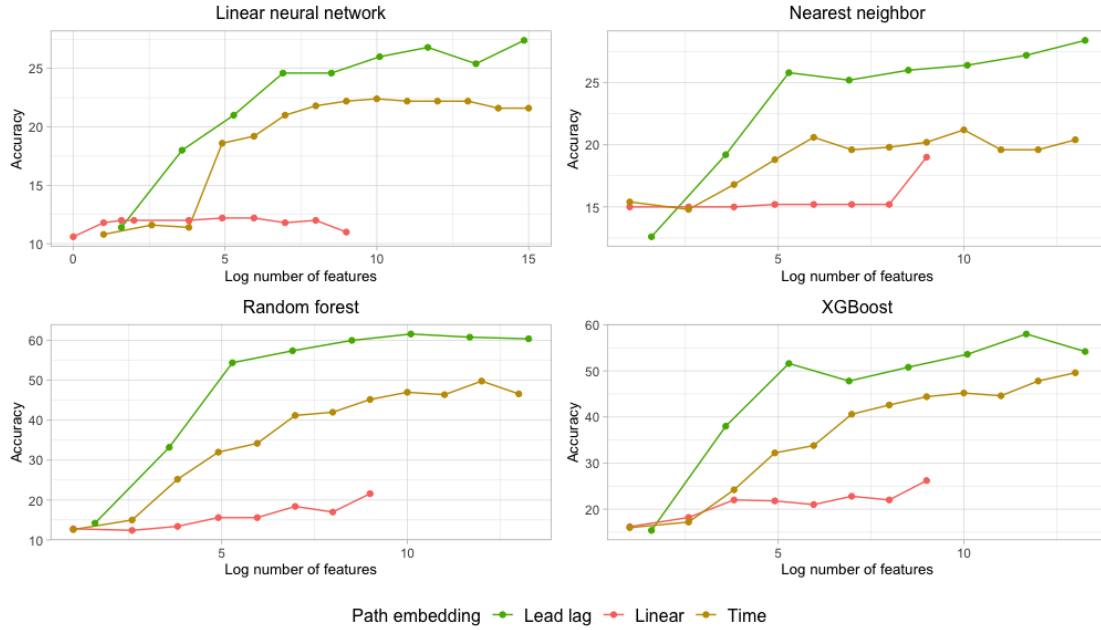 Linear neural network
Nearest neighbor
25
20
15
10
Accuracy
0
5
10
15
Log number of features
25
20
15
Accuracy
5
10
Log number of features
Random forest
XGBoost
60
50
40
30
20
10
Accuracy
5
10
Log number of features
60
50
40
30
20
Accuracy
5
10
Log number of features
Path embedding Lead lag Linear Time